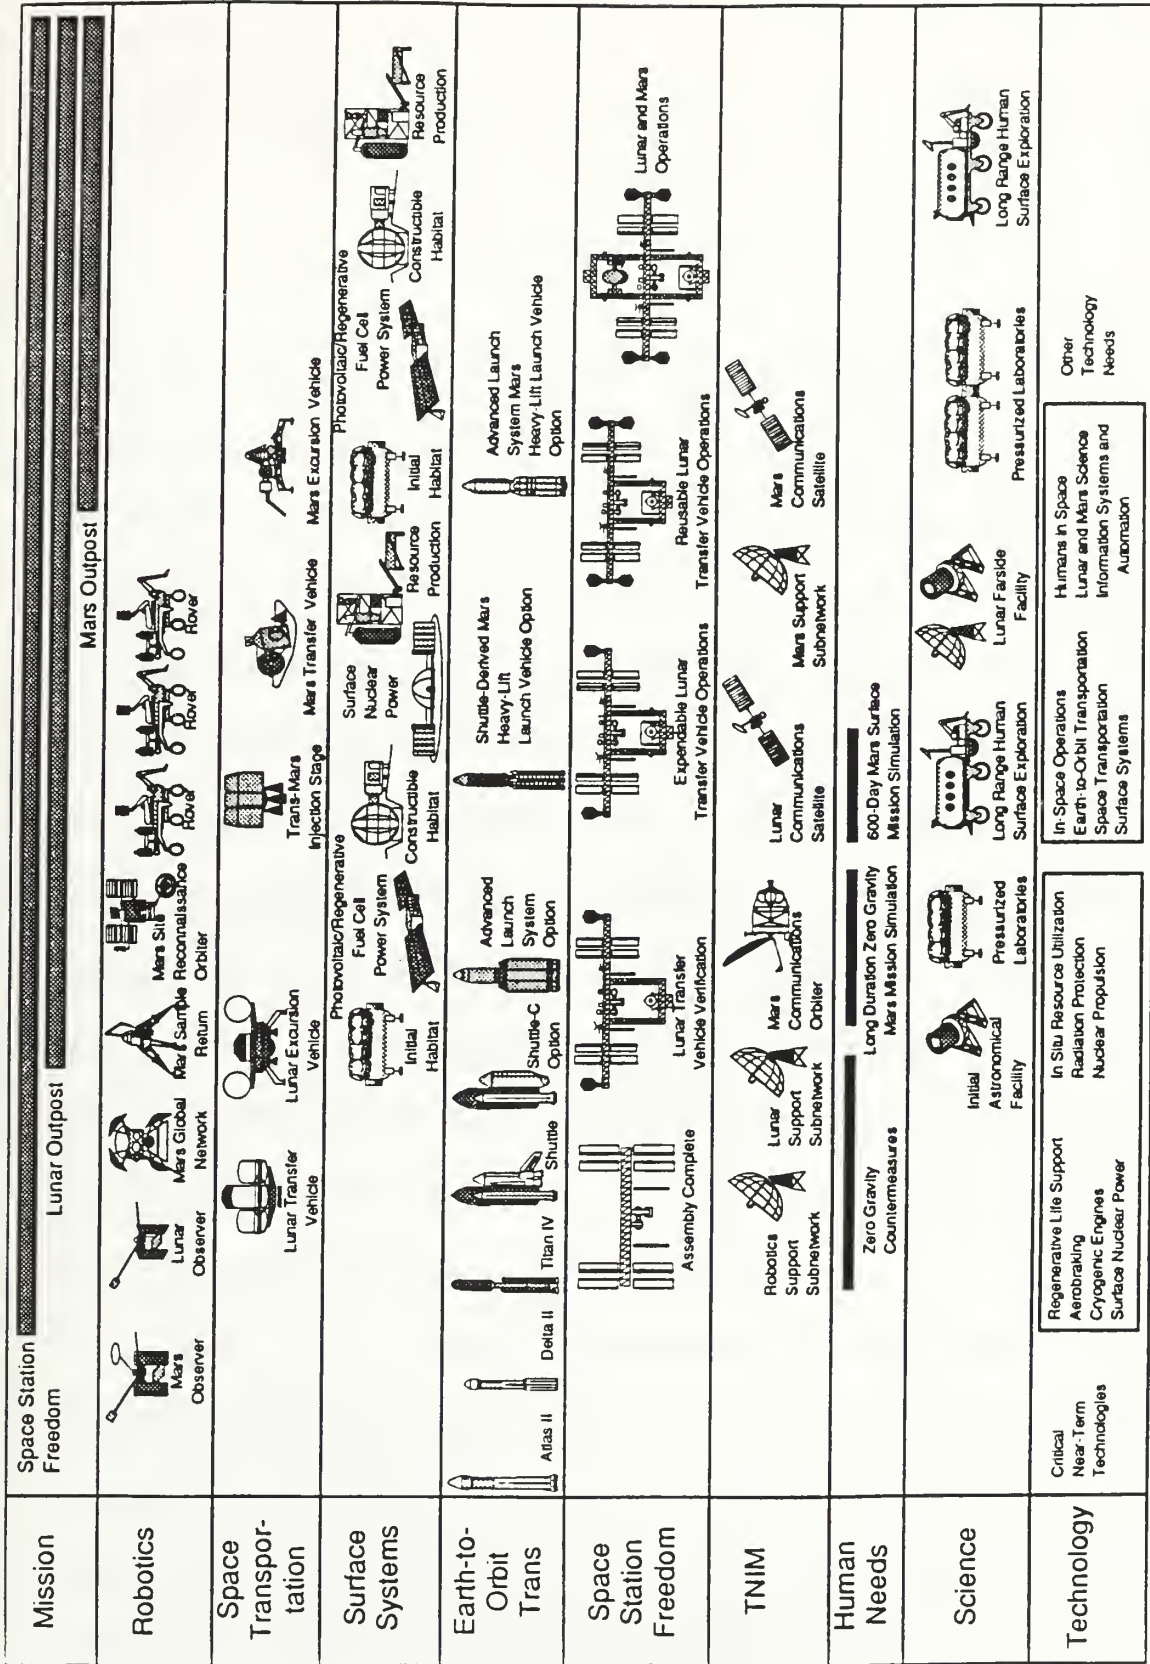 Mission
Space Station
Freedom
Lunar Outpost
Mars Outpost
Robotics
Mars
Observer
Lunar
Observer
Mars Global
Network
Mars Sample
Return
Mars Site
Reconnaissance
Orbiter
Rover
Rover
Rover
Space
Transpor-
tation
Lunar Transfer
Vehicle
Lunar Excursion
Vehicle
Trans-Mars
Injection Stage
Mars Transfer Vehicle
Mars Excursion Vehicle
Surface
Systems
Initial
Habitat
Photovoltaic/Regenerative
Fuel Cell
Power System
Constructible
Habitat
Surface
Nuclear
Power
Resource
Production
Initial
Habitat
Photovoltaic/Regenerative
Fuel Cell
Power System
Constructible
Habitat
Resource
Production
Earth-to-
Orbit
Trans
Atlas II
Delta II
Titan IV
Shuttle
Shuttle-C
Option
Advanced
Launch
System
Option
Shuttle-Derived Mars
Heavy-Lift
Launch Vehicle Option
Advanced Launch
System Mars
Heavy-Lift Launch Vehicle
Option
Space
Station
Freedom
Assembly Complete
Lunar Transfer
Vehicle Verification
Expendable Lunar
Transfer Vehicle Operations
Reusable Lunar
Transfer Vehicle Operations
Lunar and Mars
Operations
TNIM
Robotics
Support
Subnetwork
Lunar
Support
Subnetwork
Mars
Communications
Orbiter
Lunar
Communications
Satellite
Mars Support
Subnetwork
Mars
Communications
Satellite
Human
Needs
Zero Gravity
Countermeasures
Long Duration Zero Gravity
Mars Mission Simulation
600-Day Mars Surface
Mission Simulation
Science
Initial
Astronomical
Facility
Pressurized
Laboratories
Long Range Human
Surface Exploration
Lunar Farside
Facility
Pressurized Laboratories
Long Range Human
Surface Exploration
Technology
Critical
Near-Term
Technologies
Regenerative Life Support
Aerobraking
Cryogenic Engines
Surface Nuclear Power
In Situ Resource Utilization
Radiation Protection
Nuclear Propulsion
In-Space Operations
Earth-to-Orbit Transportation
Space Transportation
Surface Systems
Humans in Space
Lunar and Mars Science
Information Systems and
Automation
Other
Technology
Needs